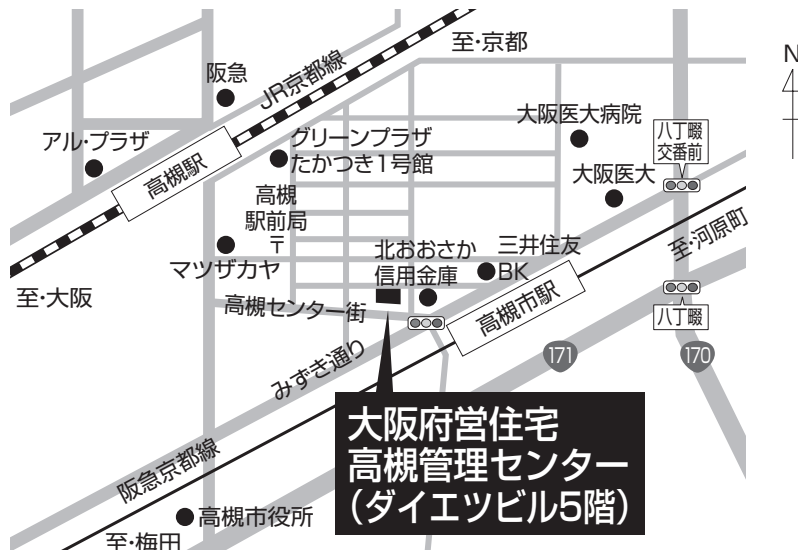 至・京都
N
JR京都線
阪急
大阪医大病院
八丁畷
交番前
アル・プラザ
グリーンプラザ
たかつき1号館
高槻駅
大阪医大
高槻
駅前局
〒
至・河原町
マツザカヤ
北おおさか
信用金庫
三井住友
BK
至・大阪
高槻センター街
高槻市駅
八丁畷
みずき通り
171
170
大阪府営住宅
高槻管理センター
（ダイエツビル5階）
阪急京都線
高槻市役所
至・梅田